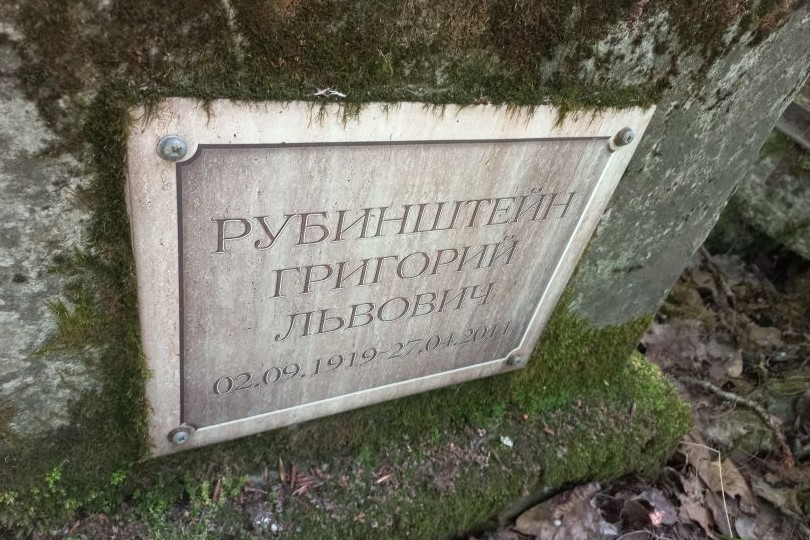 РУБИНШТЕЙН
ГРИГОРИЙ
ЛЬВОВИЧ
02.09.1919-27.04.2011